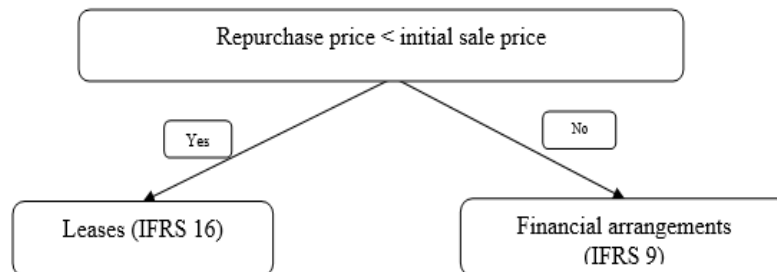 Repurchase price < initial sale price
Yes
No
Leases (IFRS 16)
Financial arrangements
(IFRS 9)